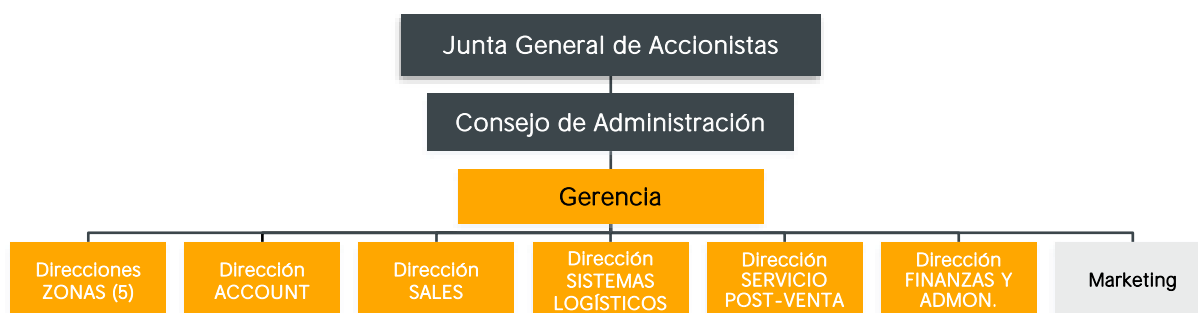 Junta General de Accionistas
Consejo de Administración
Gerencia
Direcciones
ZONAS (5)
Dirección
ACCOUNT
Dirección
SALES
Dirección
SISTEMAS
LOGÍSTICOS
Dirección
SERVICIO
POST-VENTA
Dirección
FINANZAS Y
ADMON.
Marketing